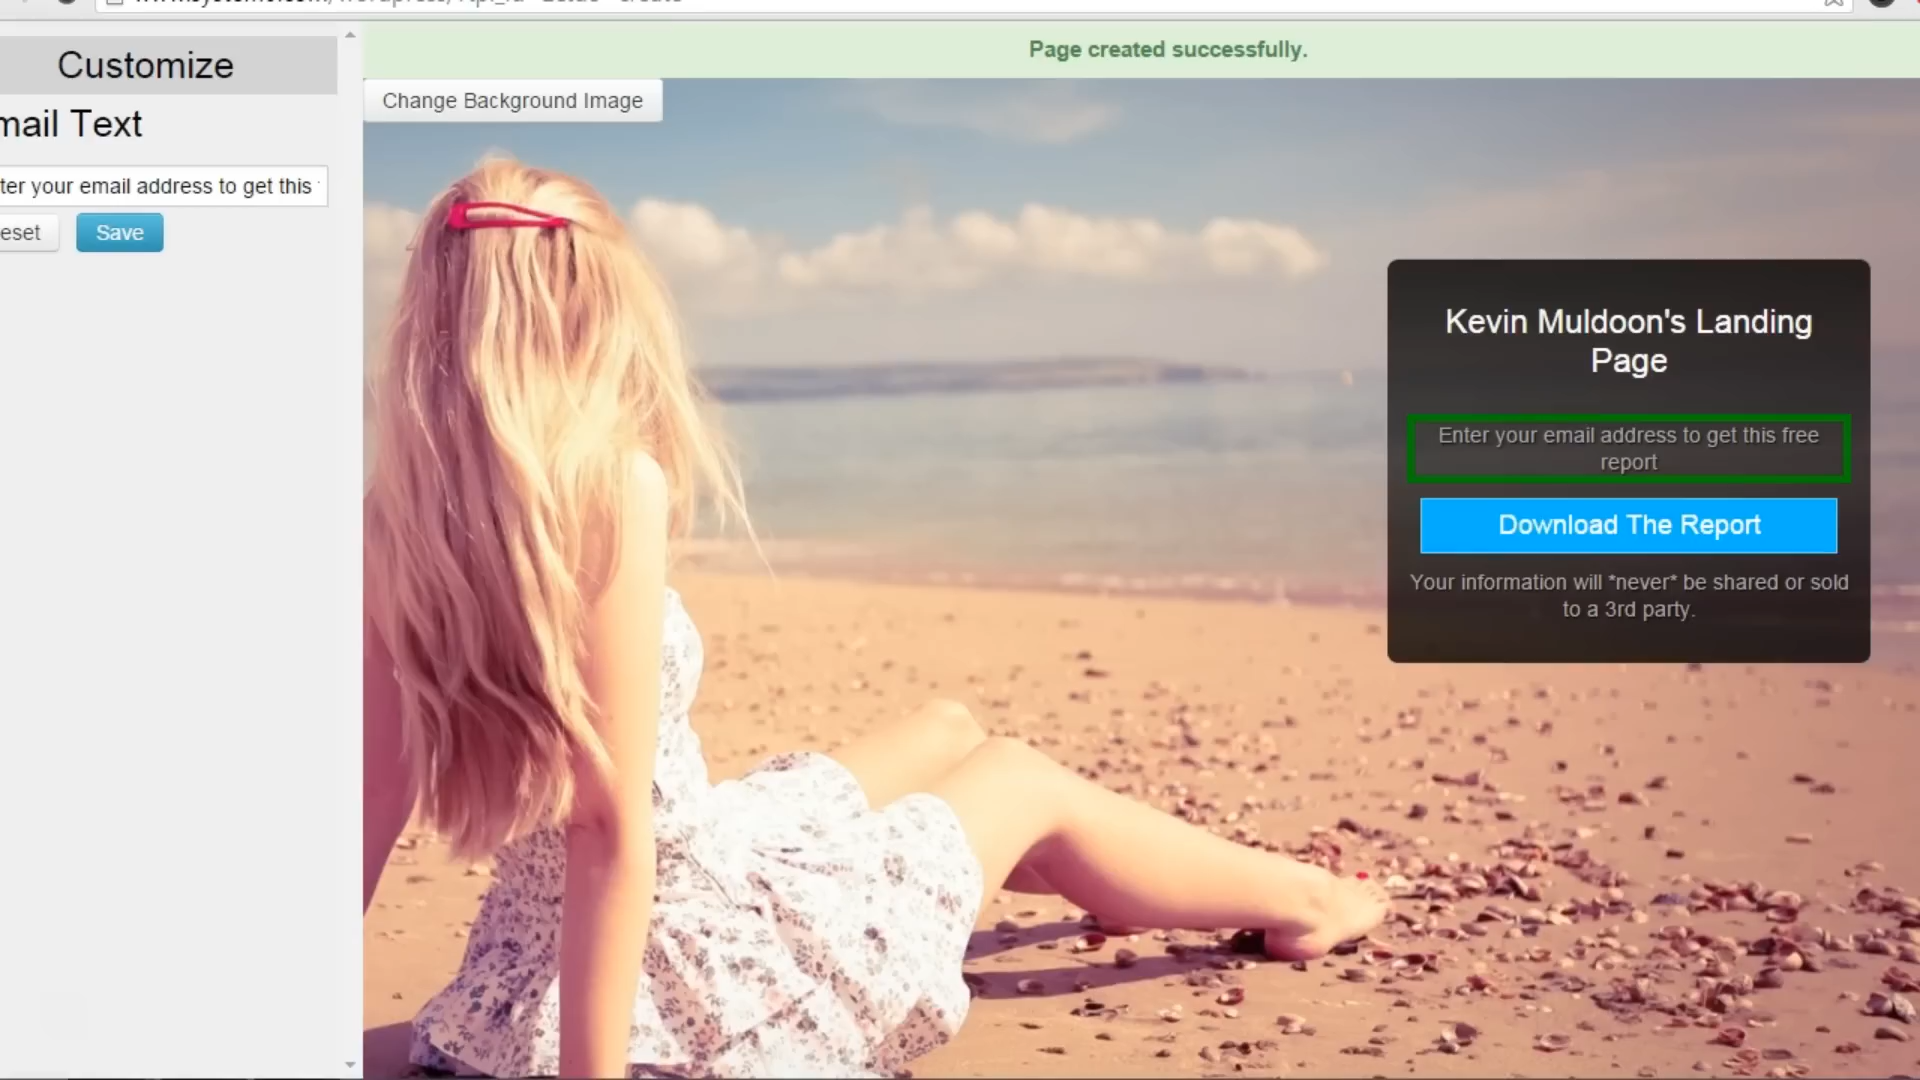 Page created successfully.
Customize
Change Background Image
mail Text
ter your email address to get this
eset
Save
Kevin Muldoon's Landing
Page
Enter your email address to get this free
report
Download The Report
Your information will *never* be shared or sold
to a 3rd party.